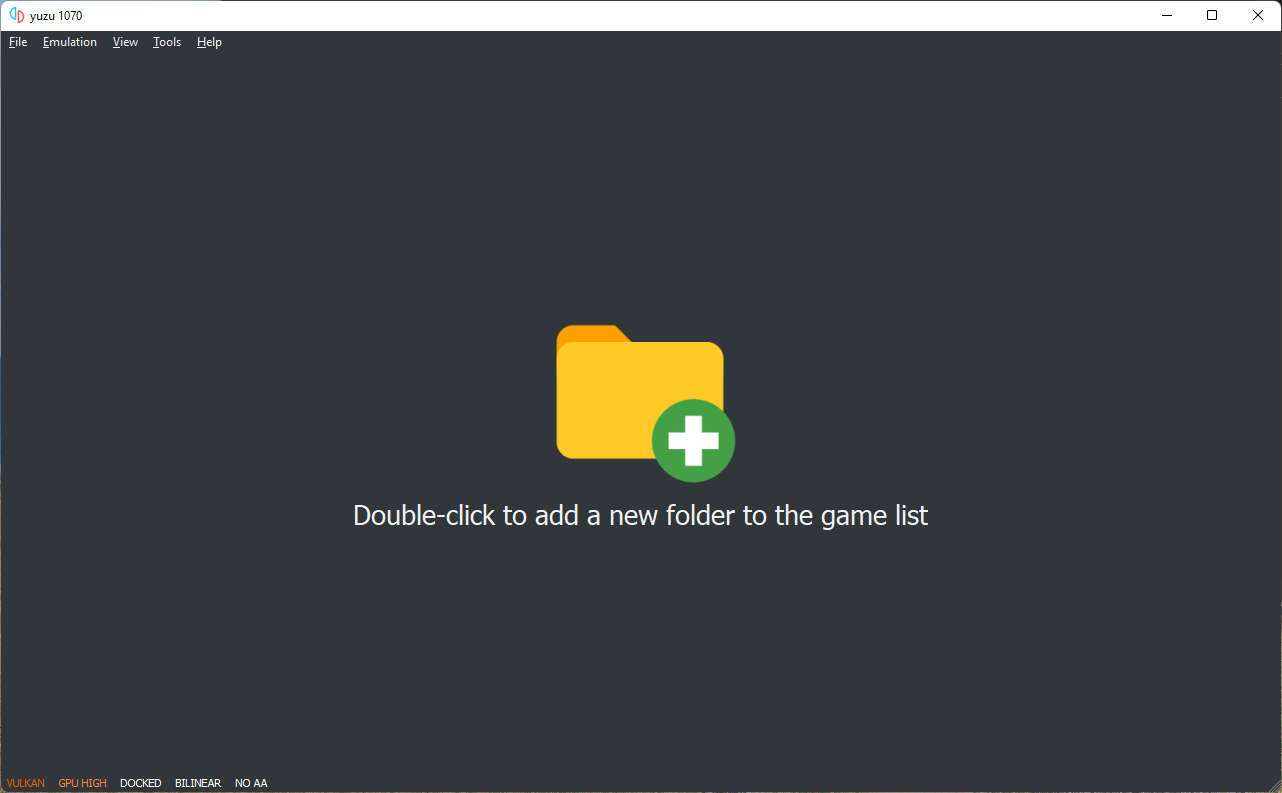 yuzu 1070
File Emulation View Tools Help
Double-click to add a new folder to the game list
VULKAN GPU HIGH DOCKED BILINEAR NO AA